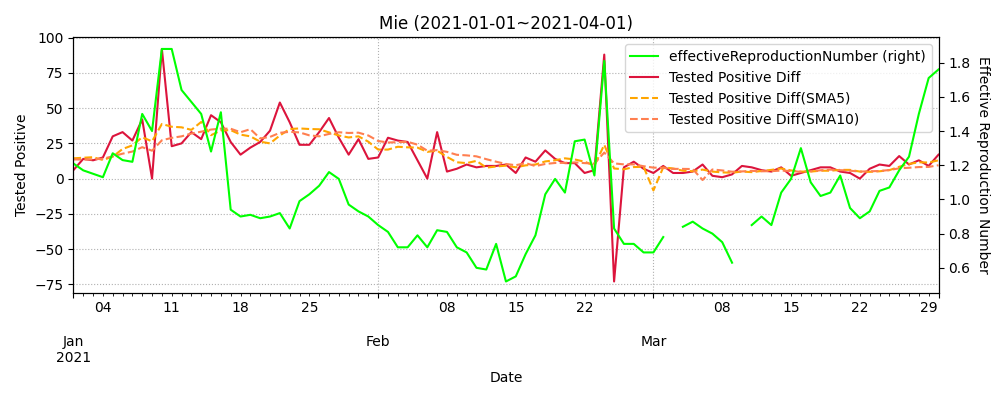 Mie (2021-01-01~2021-04-01)
effectiveReproductionNumber (right)
Tested Positive Diff
Tested Positive Diff(SMA5)
Tested Positive Diff(SMA10)
Tested Positive
100
75
50
25
0
−25
−50
−75
1.8
1.6
1.4
1.2
1.0
0.8
0.6
Effective Reproduction Number
04 11 18 25 08 15 22 08 15 22 29
Jan Feb Mar
2021
Date